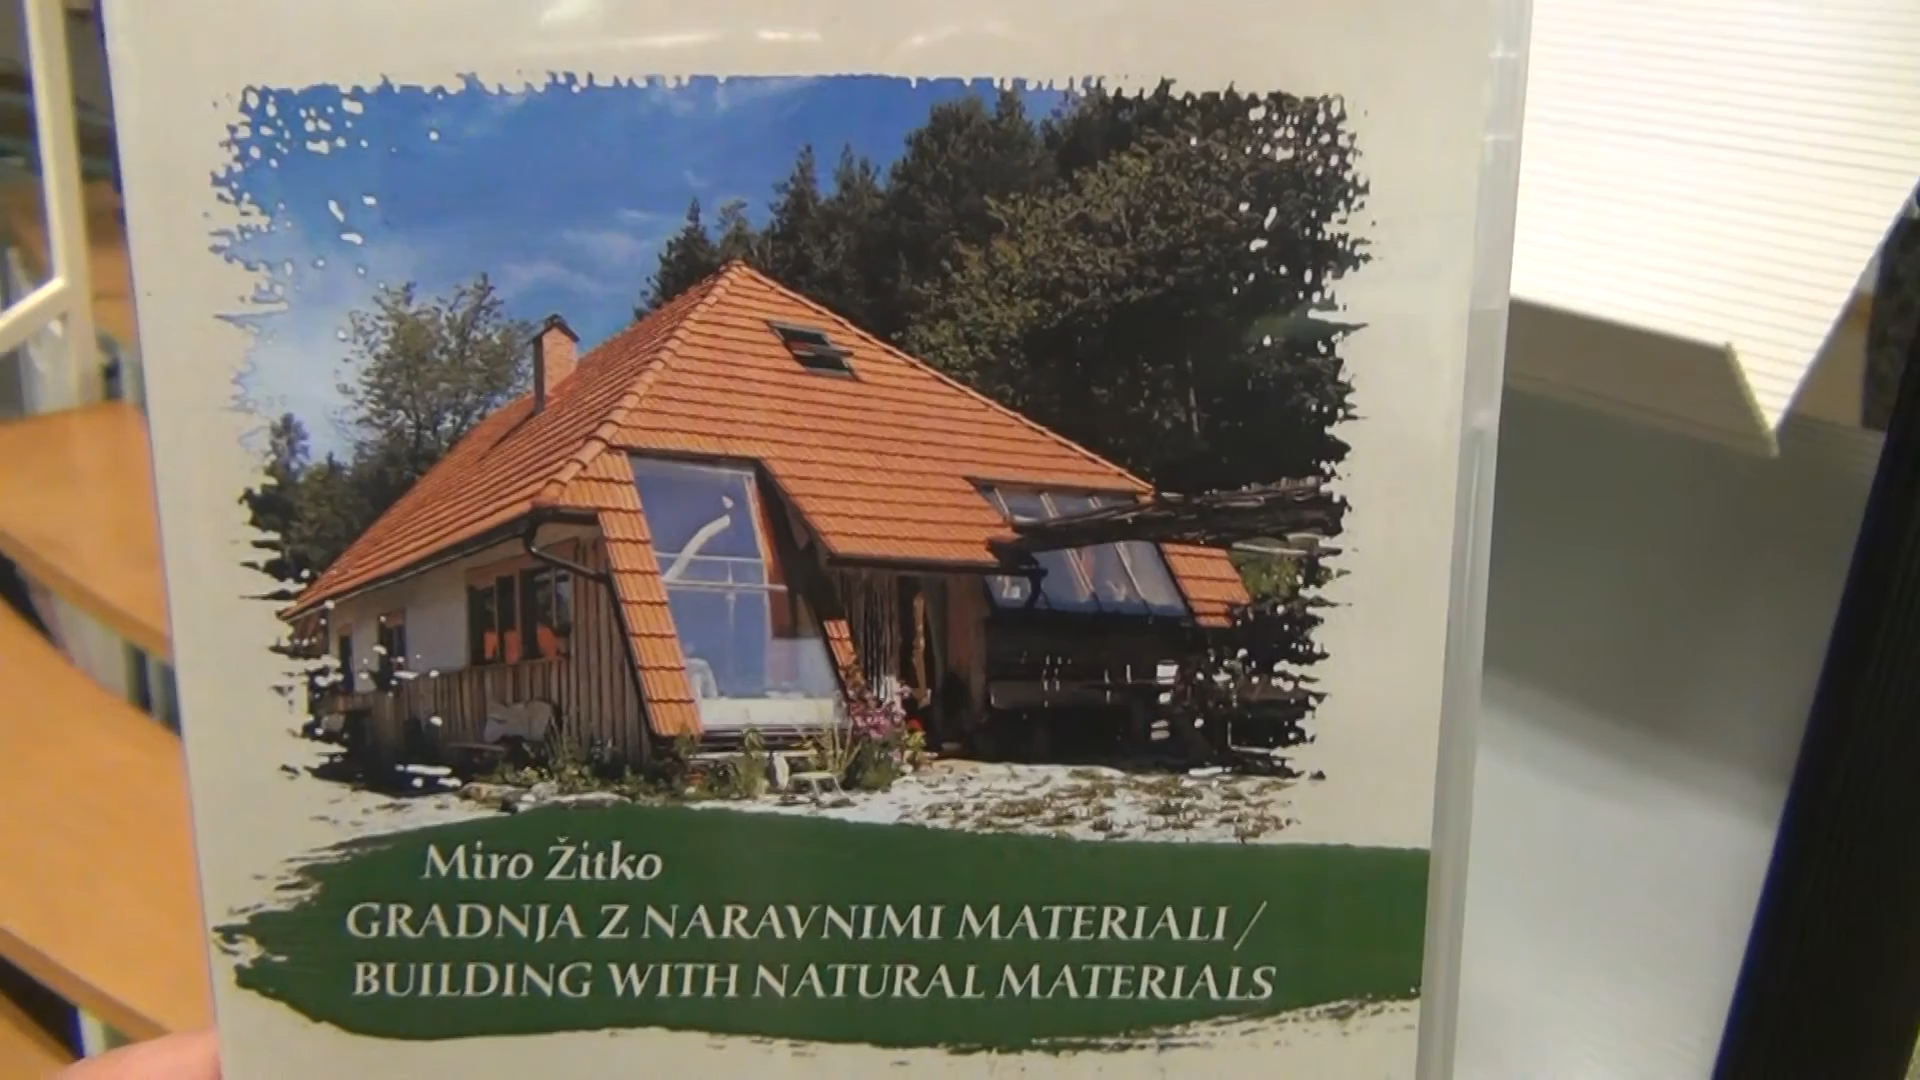 Miro Žitko
GRADNJA Z NARAVNIMI MATERIALI /
BUILDING WITH NATURAL MATERIALS